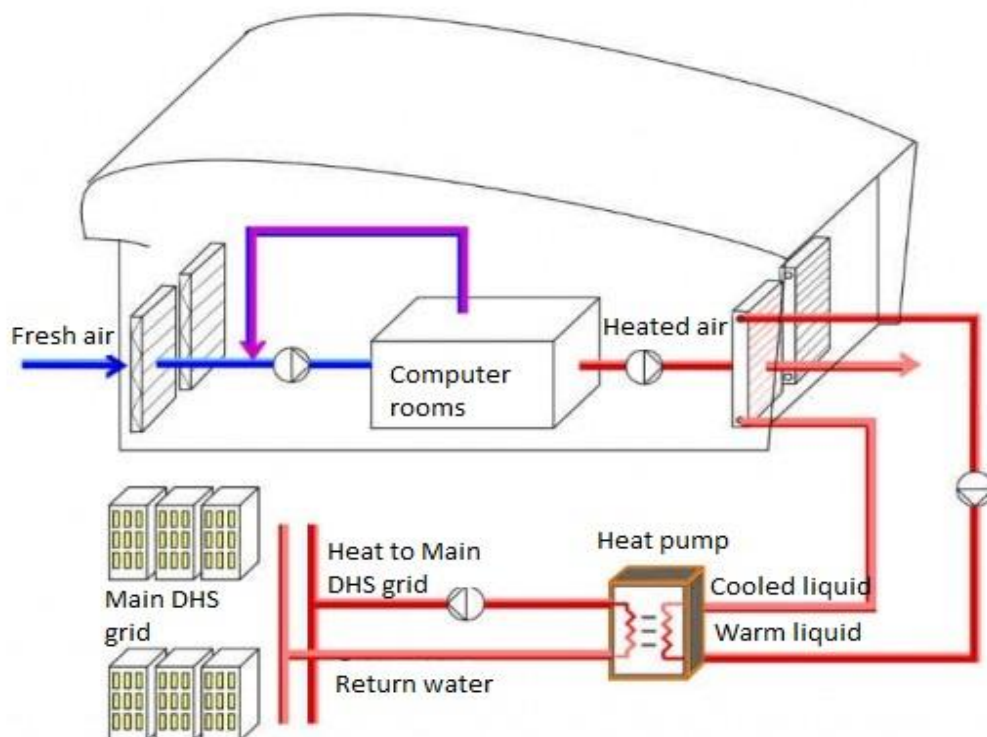 Fresh air
Heated air
Computer
rooms
Heat pump
Heat to Main
DHS grid
Cooled liquid
Main DHS
grid
Warm liquid
Return water